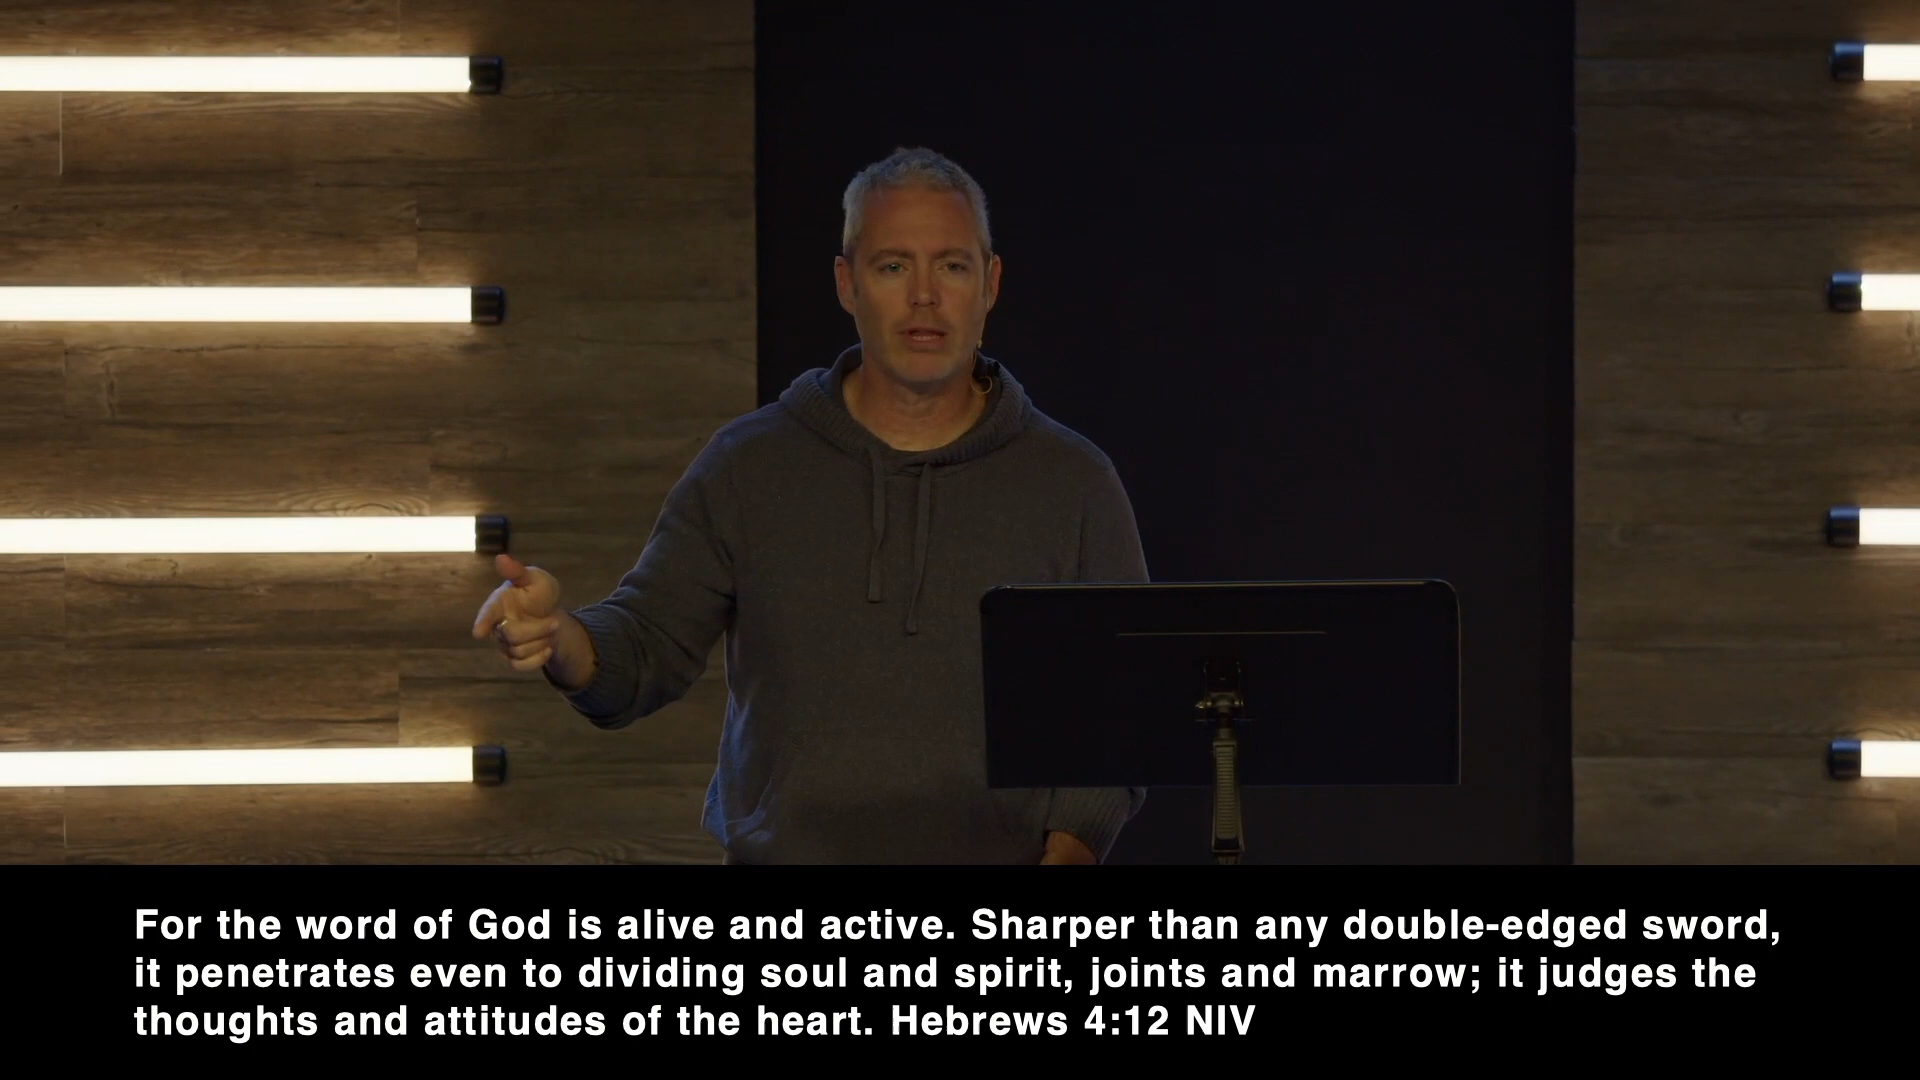 For the word of God is alive and active. Sharper than any double-edged sword,
it penetrates even to dividing soul and spirit, joints and marrow; it judges the
thoughts and attitudes of the heart. Hebrews 4:12 NIV